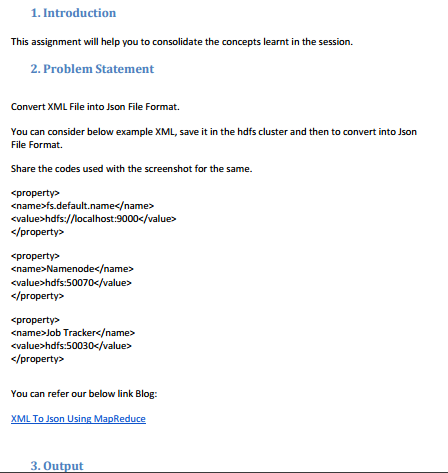 1. Introduction
This assignment will help you to consolidate the concepts learnt in the session.
2. Problem Statement
Convert XML File into Json File Format.
You can consider below example XML, save it in the hdfs cluster and then to convert into Json
File Format.
Share the codes used with the screenshot for the same.
<property>
<name>fs.default.name</name>
<value>hdfs://localhost:9000</value>
</property>
<property>
<name>Namenode</name>
<value>hdfs:50070</value>
</property>
<property>
<name>Job Tracker</name>
<value>hdfs:50030</value>
</property>
You can refer our below link Blog:
XML To Json Using MapReduce
3. Output